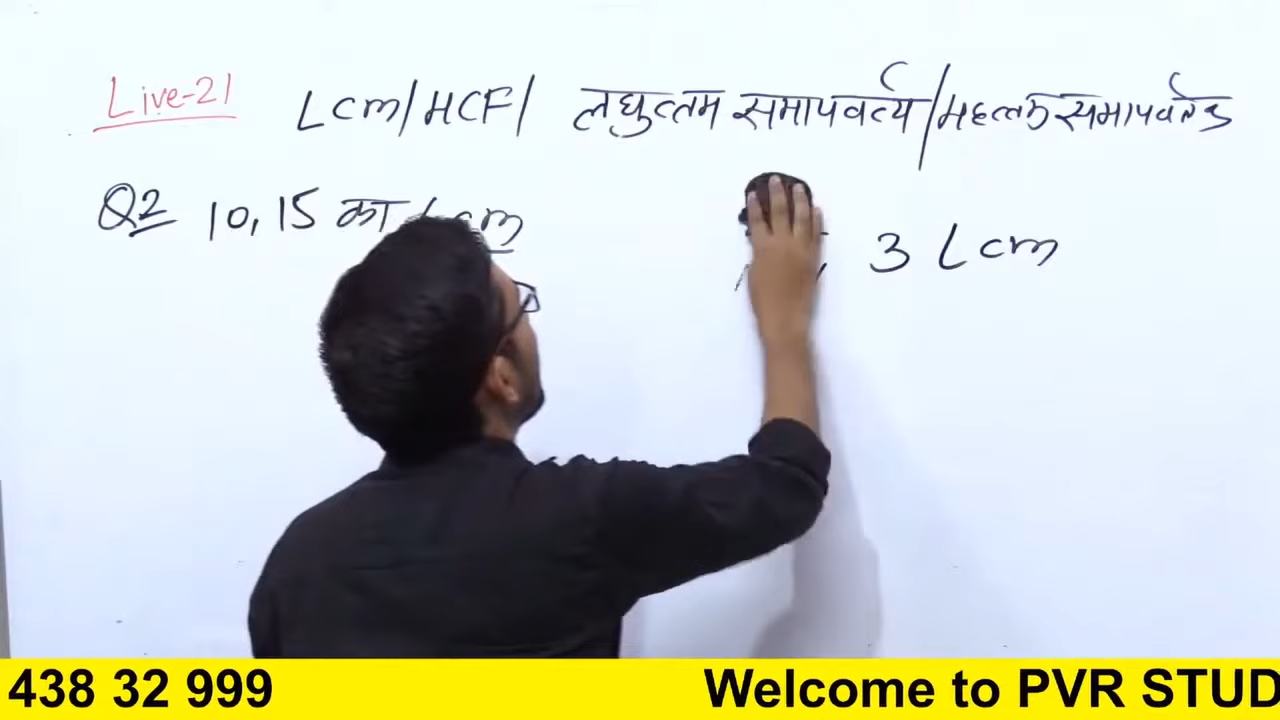 Live-21 Lcm/HCF/ लघुत्तम समापवर्त्य/महत्तम समापवर्तक
Q2 10, 15 का Lcm
3 Lcm
438 32 999 Welcome to PVR STUD